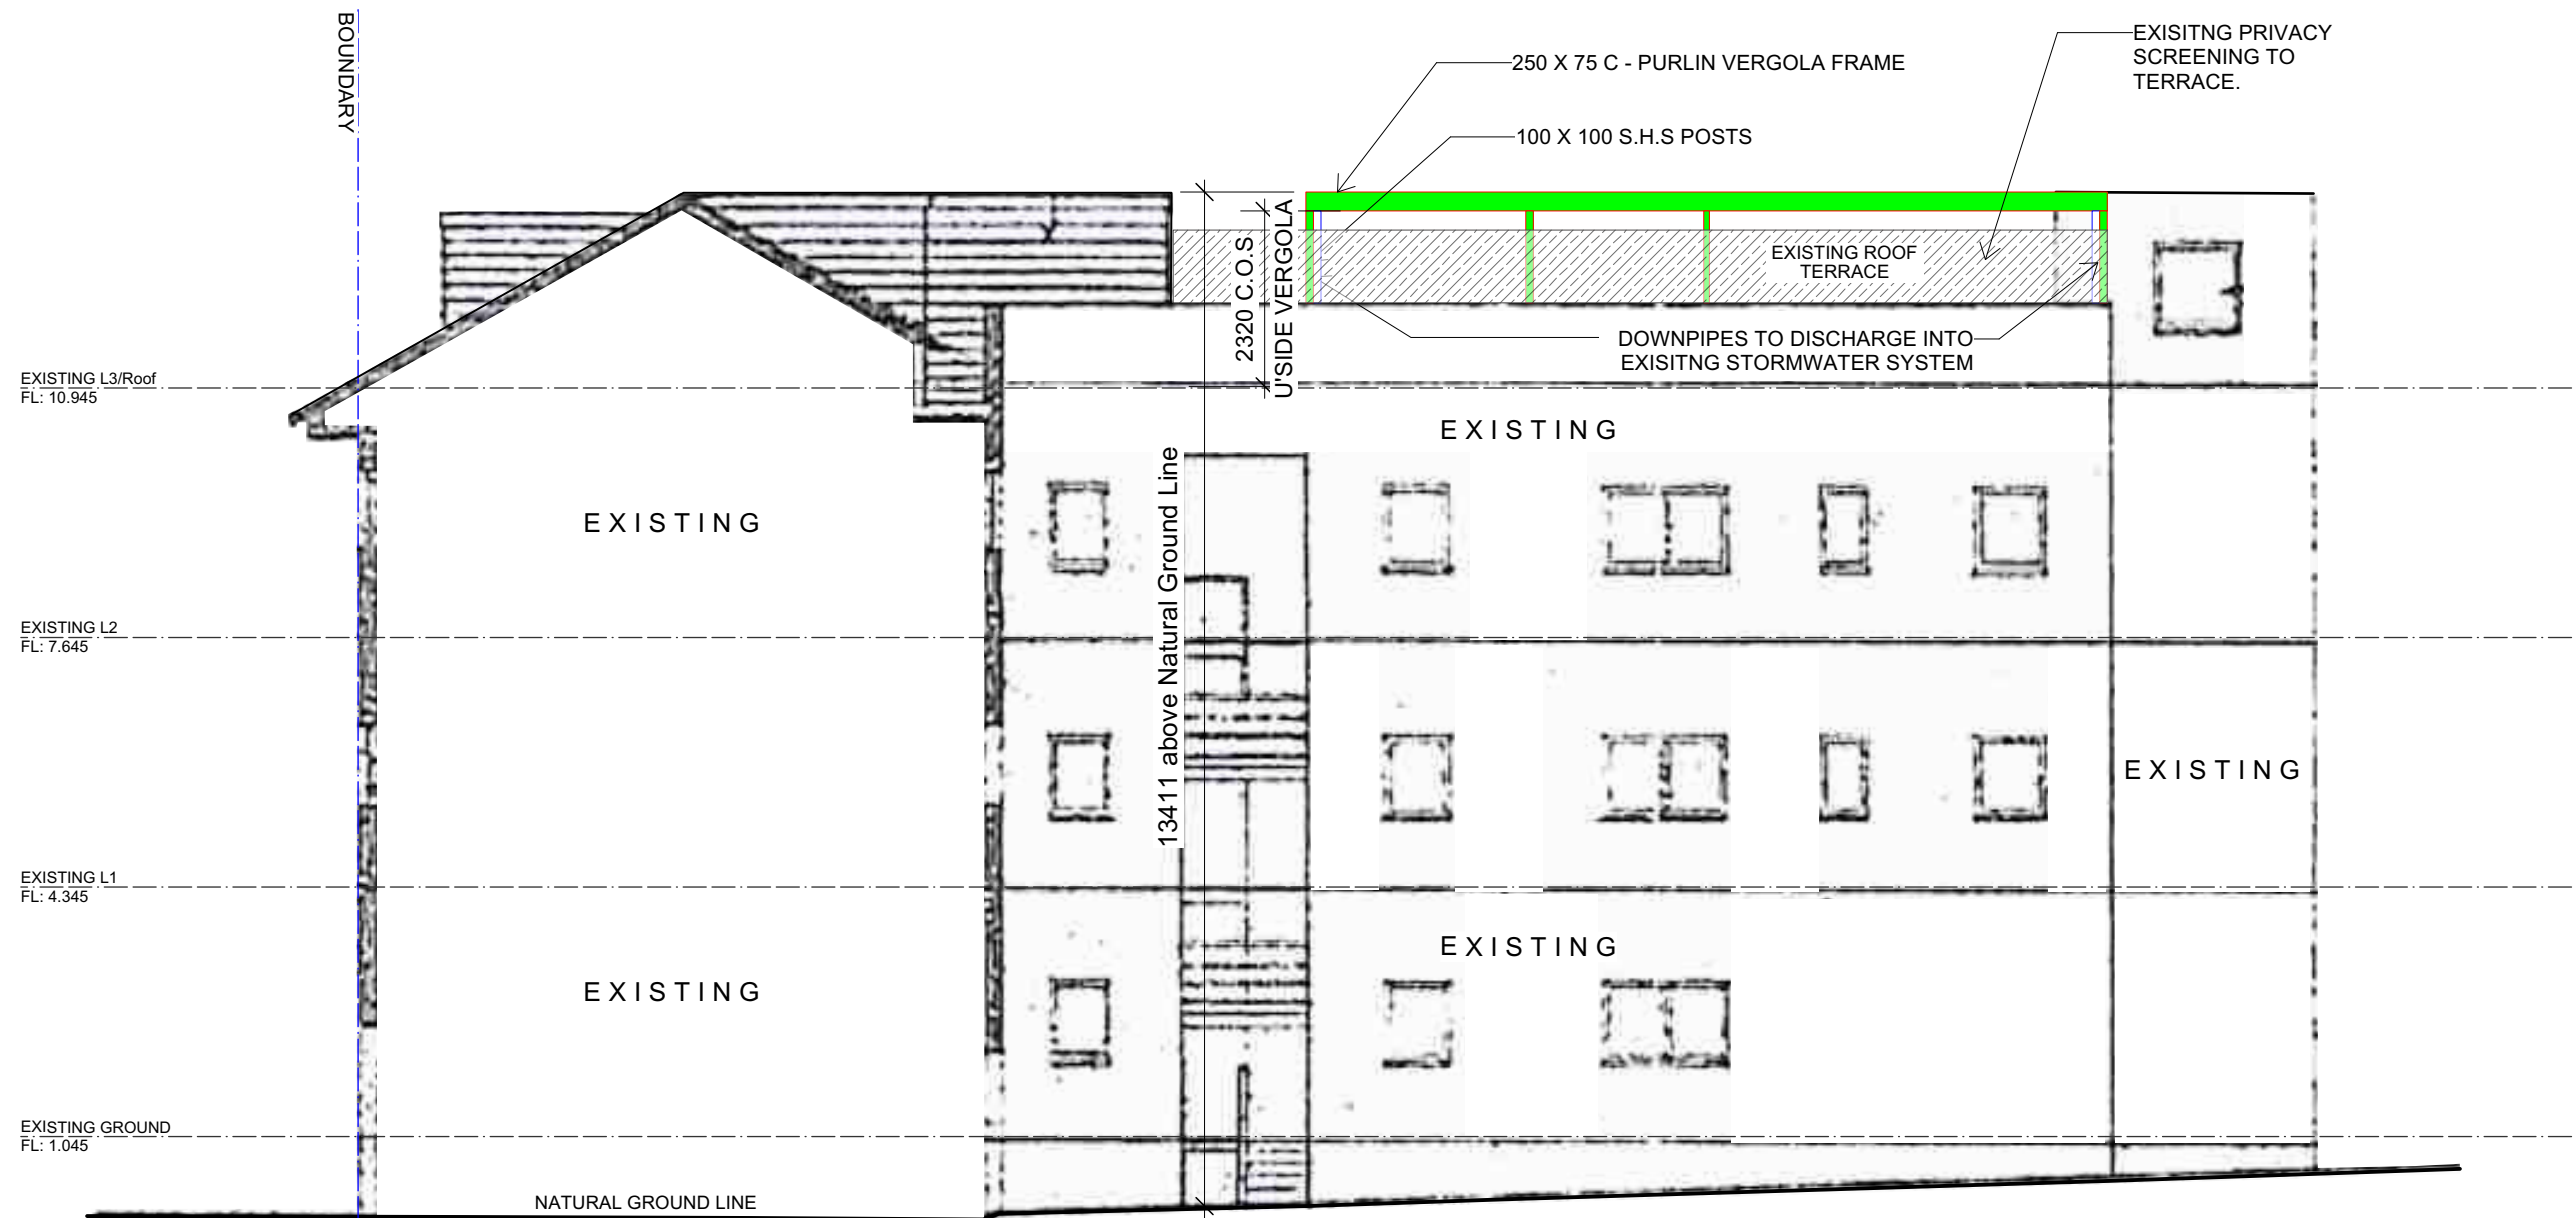 BOUNDARY
EXISITNG PRIVACY
SCREENING TO
TERRACE.
250 X 75 C - PURLIN VERGOLA FRAME
100 X 100 S.H.S POSTS
EXISTING ROOF
TERRACE
2320 C.O.S
U'SIDE VERGOLA
DOWNPIPES TO DISCHARGE INTO
EXISITNG STORMWATER SYSTEM
EXISTING L3/Roof
FL: 10.945
EXISTING
EXISTING
13411 above Natural Ground Line
EXISTING L2
FL: 7.645
EXISTING
EXISTING L1
FL: 4.345
EXISTING
EXISTING
EXISTING GROUND
FL: 1.045
NATURAL GROUND LINE